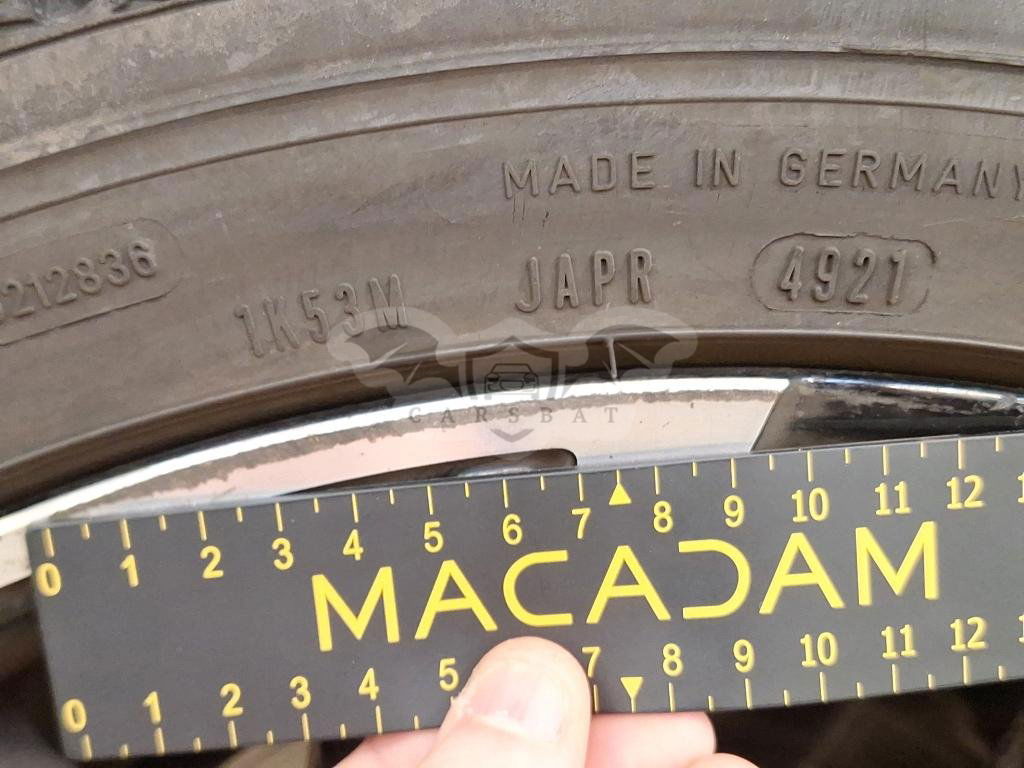 MADE IN GERMANY
212836
1K53M
JAPR
4921
CARSBAT
0 1 2 3 4 5 6 7 8 9 10 11 12
MACADAM
0 1 2 3 4 5 7 8 9 10 11 12